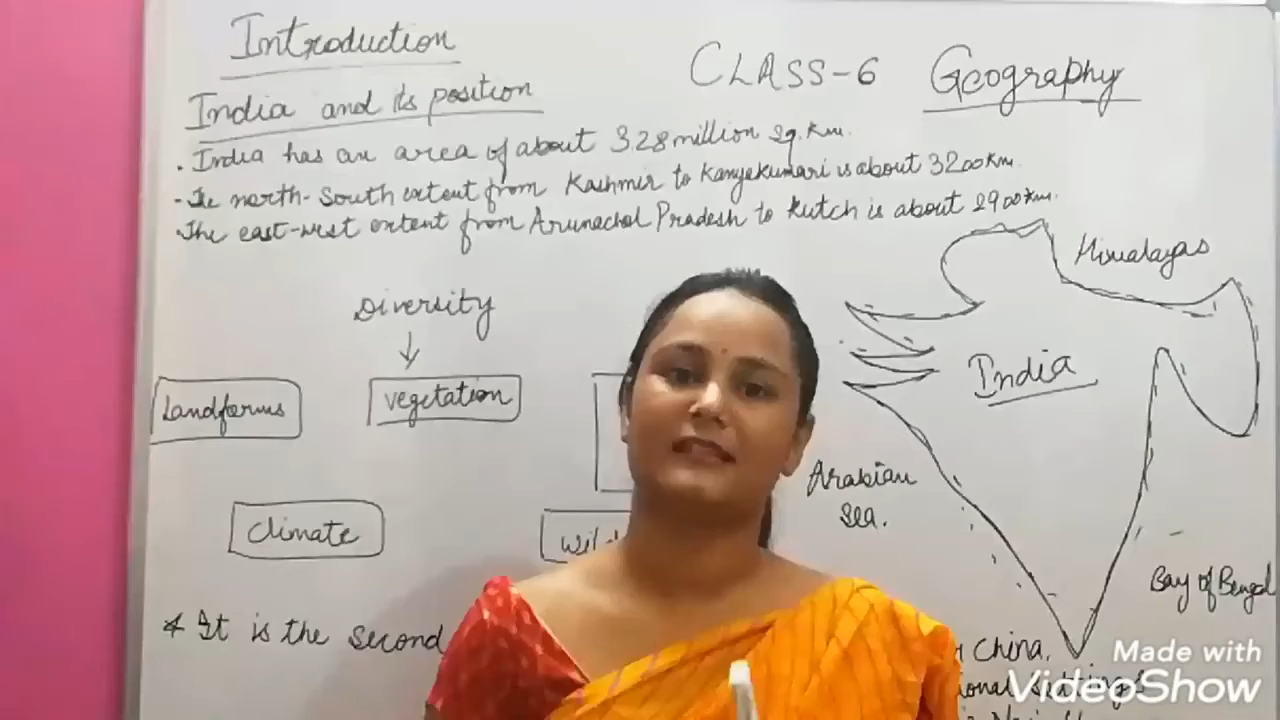 Introduction
CLASS-6 Geography
India and its position
. India has an area of about 3.28 million sq.km.
- The north-South extent from Kashmir to Kanyakumari is about 3200km.
. The east-west extent from Arunachal Pradesh to Kutch is about 2900km.
Himalayas
Diversity
India
Landforms
vegetation
Arabian
Sea.
Climate
Bay of Bengal
* It is the second
China.
Made with
VideoShow